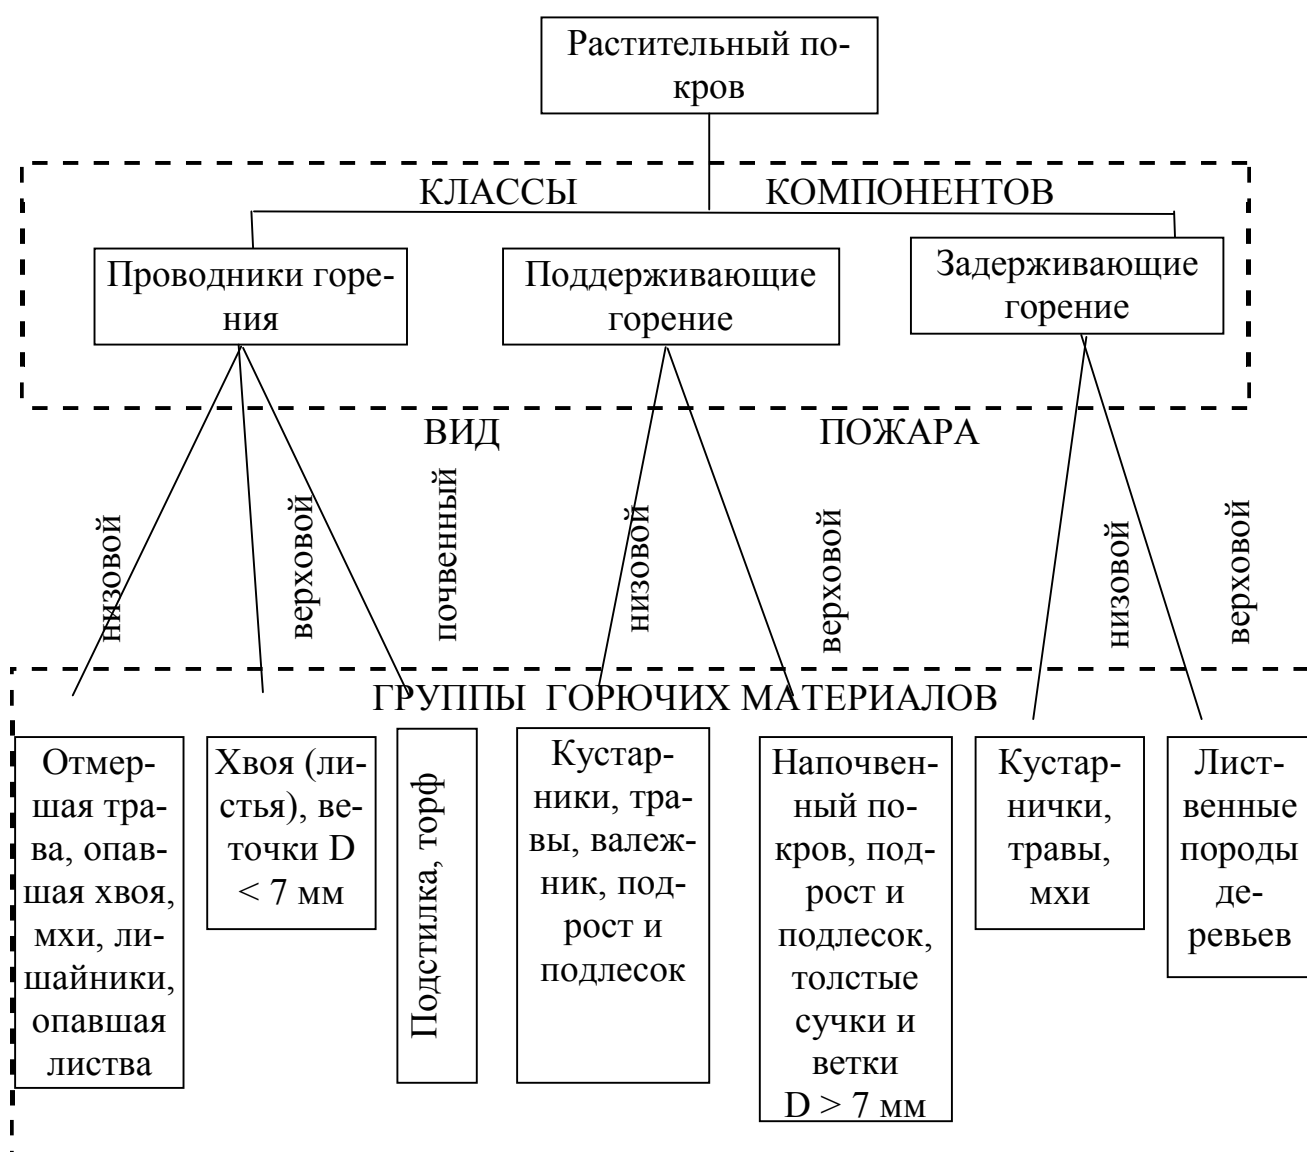 Растительный по-
кров
КЛАССЫ КОМПОНЕНТОВ
Проводники горе-
ния
Поддерживающие
горение
Задерживающие
горение
ВИД ПОЖАРА
низовой
верховой
почвенный
низовой
верховой
низовой
верховой
ГРУППЫ ГОРЮЧИХ МАТЕРИАЛОВ
Отмер-
шая тра-
ва, опав-
шая хвоя,
мхи, ли-
шайники,
опавшая
листва
Хвоя (ли-
стья), ве-
точки D
< 7 мм
Подстилка, торф
Кустар-
ники, тра-
вы, валеж-
ник, под-
рост и
подлесок
Напочвен-
ный по-
кров, под-
рост и
подлесок,
толстые
сучки и
ветки
D > 7 мм
Кустар-
нички,
травы,
мхи
Лист-
венные
породы
де-
ревьев